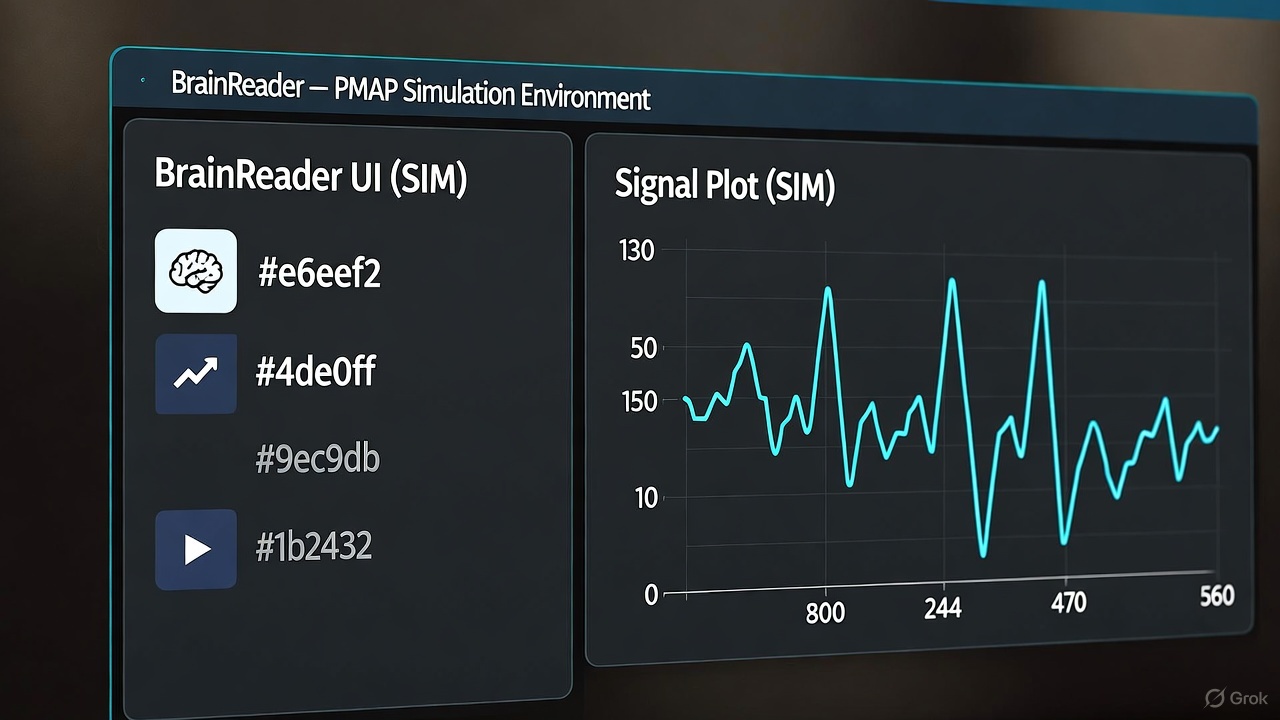 BrainReader — PMAP Simulation Environment
BrainReader UI (SIM)
#e6eef2
#4de0ff
#9ec9db
#1b2432
Signal Plot (SIM)
130
50
150
10
0
800
244
470
560
Grok